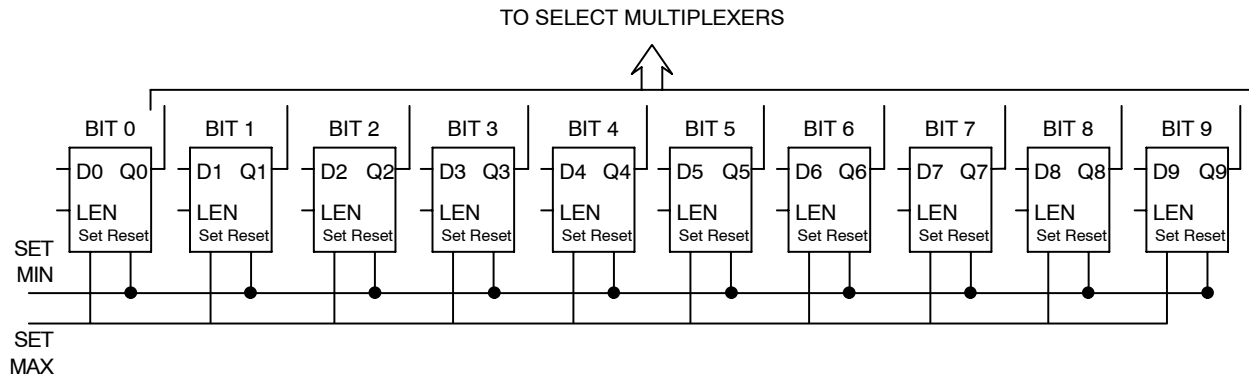 TO SELECT MULTIPLEXERS
BIT 0 BIT 1 BIT 2 BIT 3 BIT 4 BIT 5 BIT 6 BIT 7 BIT 8 BIT 9
D0 Q0 D1 Q1 D2 Q2 D3 Q3 D4 Q4 D5 Q5 D6 Q6 D7 Q7 D8 Q8 D9 Q9
LEN LEN LEN LEN LEN LEN LEN LEN LEN LEN
Set Reset Set Reset Set Reset Set Reset Set Reset Set Reset Set Reset Set Reset Set Reset Set Reset
SET
MIN
SET
MAX